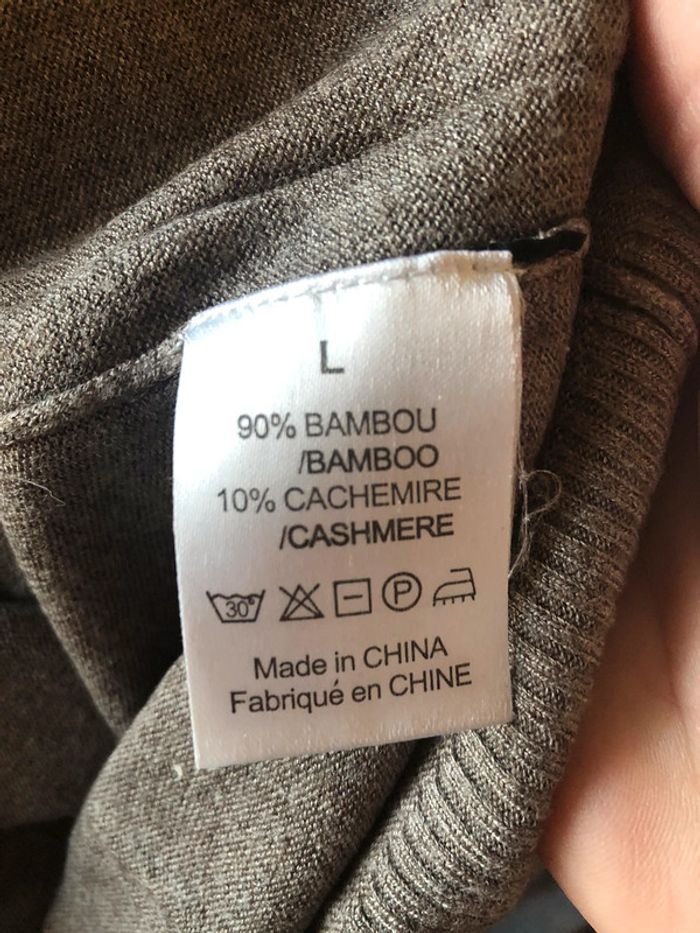 L
90% BAMBOU
/BAMBOO
10% CACHEMIRE
/CASHMERE
30° P
Made in CHINA
Fabriqué en CHINE